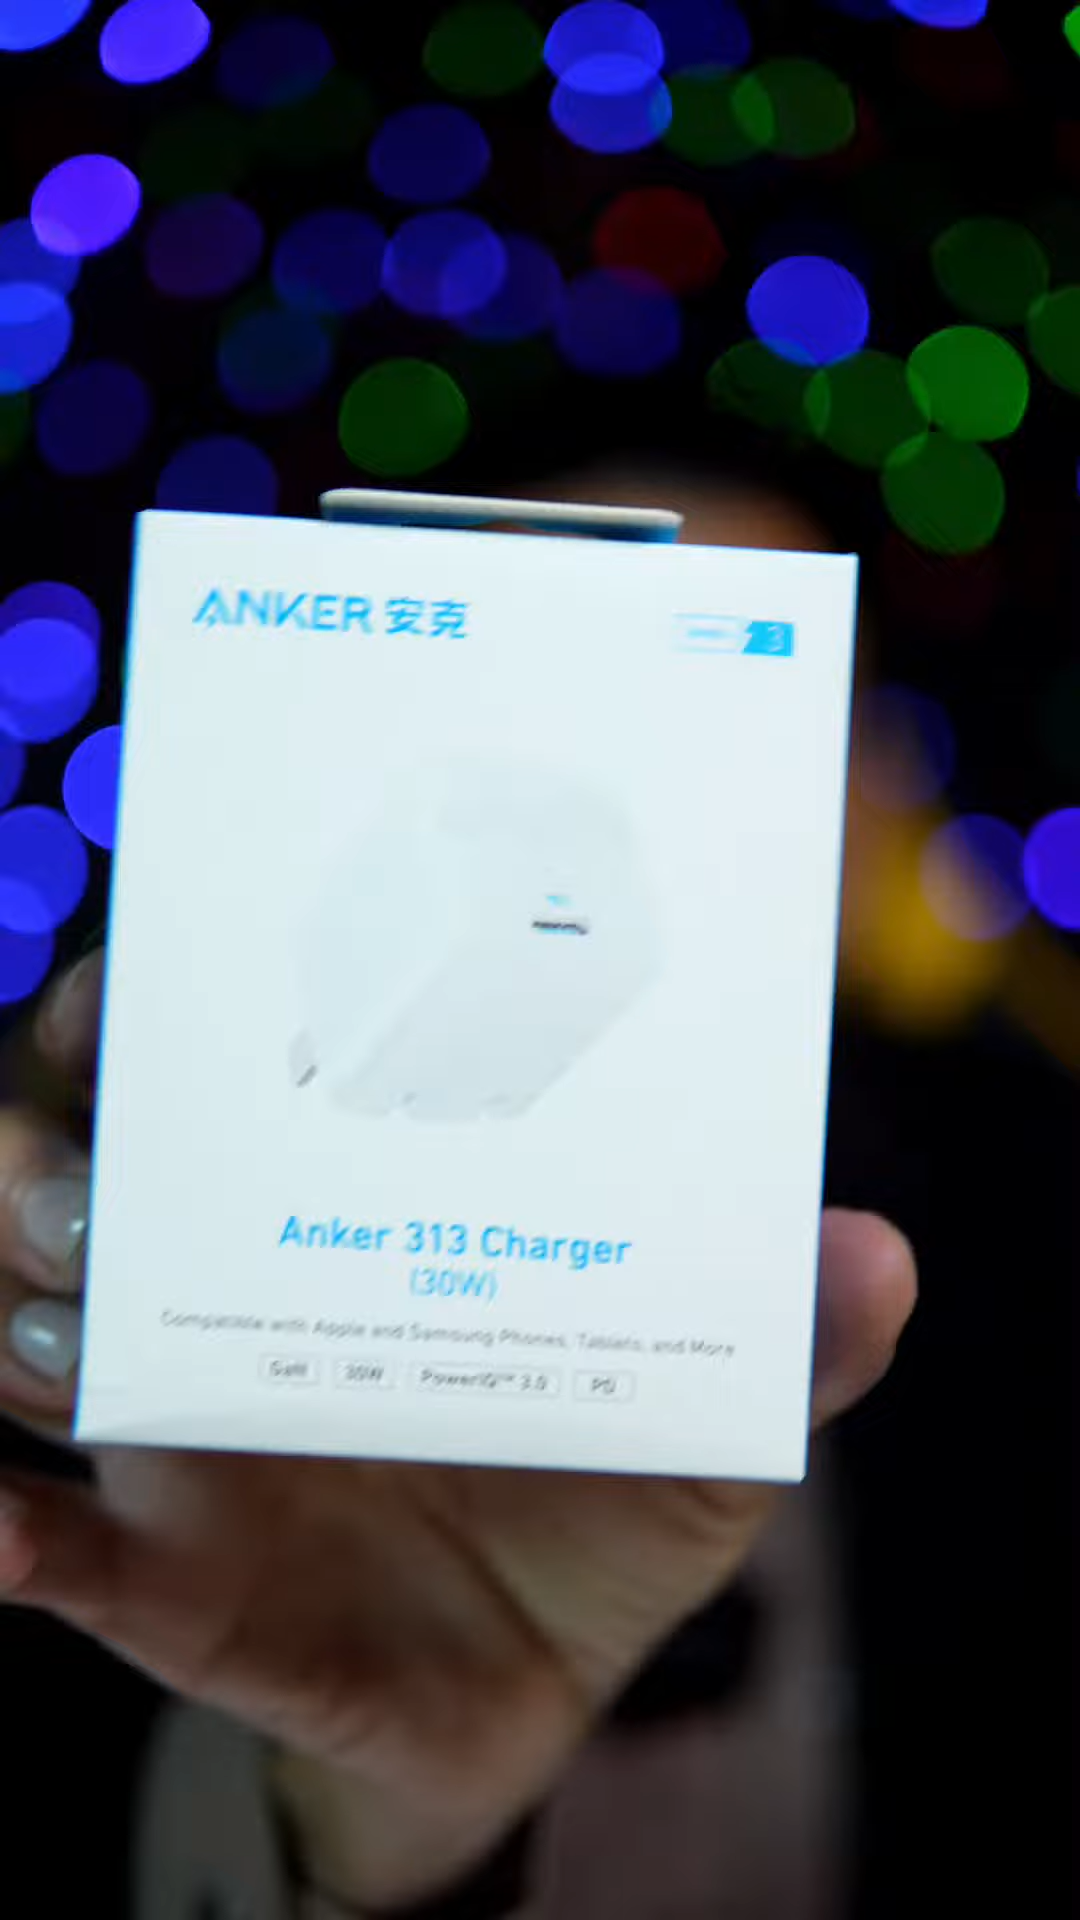 ANKER 安克
3
Anker 313 Charger
(30W)
Compatible with Apple and Samsung Phones, Tablets, and More
30W PowerIQ™ 3.0 PD